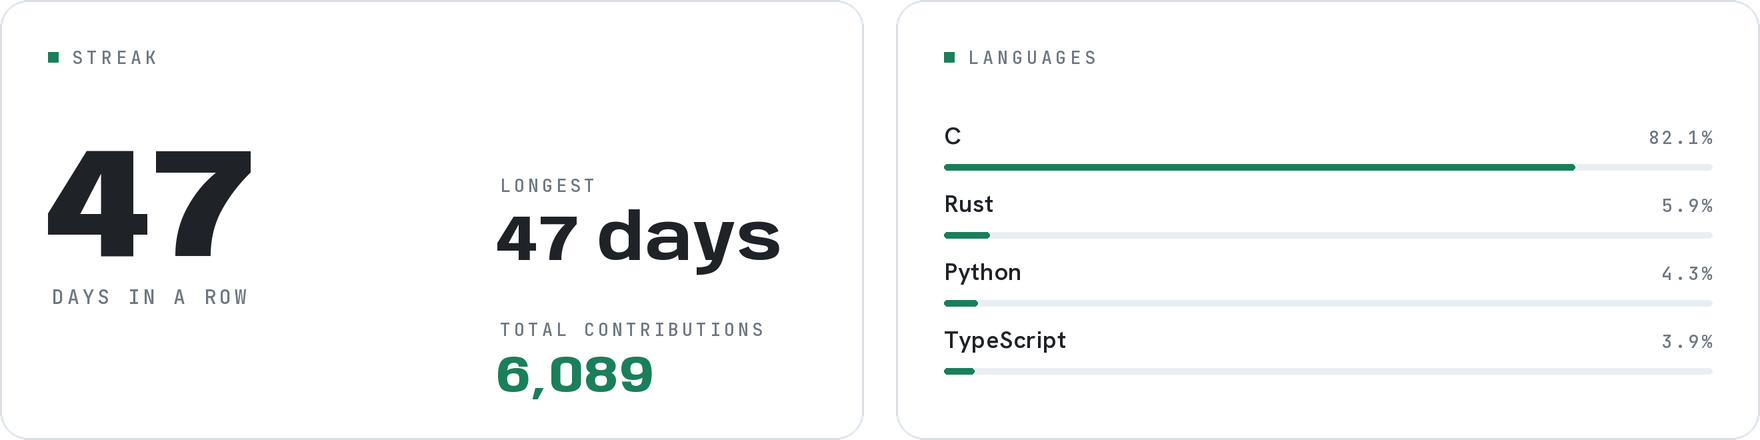 STREAK
47
DAYS IN A ROW
LONGEST
47 days
TOTAL CONTRIBUTIONS
6,089
LANGUAGES
C 82.1%
Rust 5.9%
Python 4.3%
TypeScript 3.9%